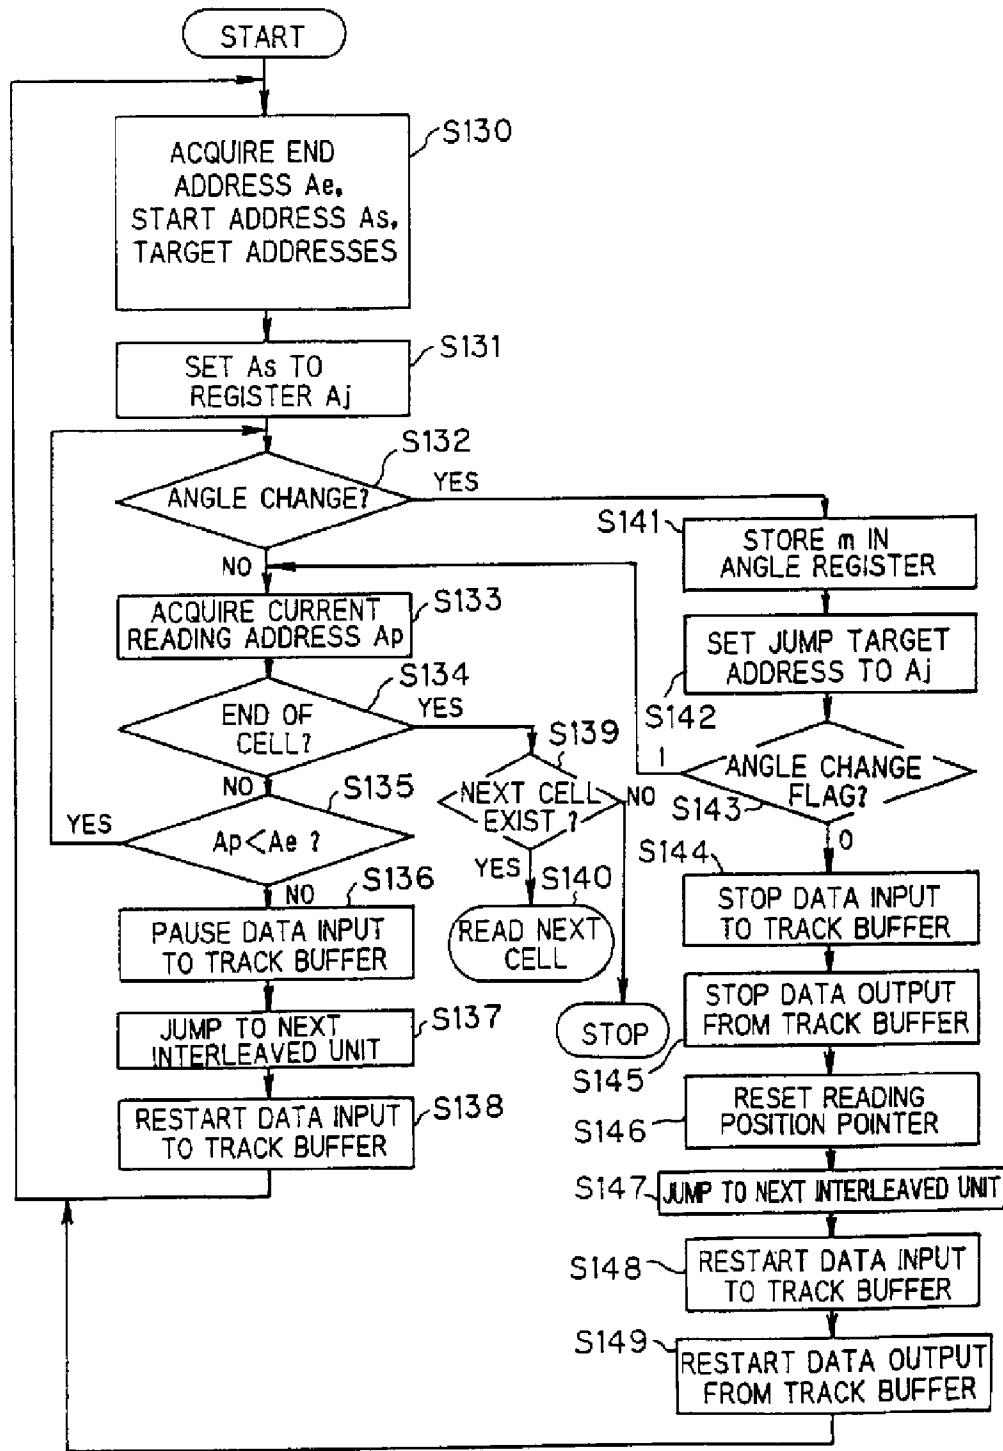 START
S130
ACQUIRE END
ADDRESS Ae,
START ADDRESS As,
TARGET ADDRESSES
S131
SET As TO
REGISTER Aj
S132
ANGLE CHANGE?
YES
NO
S133
ACQUIRE CURRENT
READING ADDRESS Ap
S134
END OF
CELL?
YES
NO
S135
Ap<Ae ?
YES
NO
S136
PAUSE DATA INPUT
TO TRACK BUFFER
S137
JUMP TO NEXT
INTERLEAVED UNIT
S138
RESTART DATA INPUT
TO TRACK BUFFER
S139
NEXT CELL
EXIST ?
NO
YES
S140
READ NEXT
CELL
STOP
S141
STORE m IN
ANGLE REGISTER
SET JUMP TARGET
ADDRESS TO Aj
S142
1
ANGLE CHANGE
FLAG?
S143
0
S144
STOP DATA INPUT
TO TRACK BUFFER
STOP DATA OUTPUT
FROM TRACK BUFFER
S145
RESET READING
POSITION POINTER
S146
S147
JUMP TO NEXT INTERLEAVED UNIT
S148
RESTART DATA INPUT
TO TRACK BUFFER
S149
RESTART DATA OUTPUT
FROM TRACK BUFFER